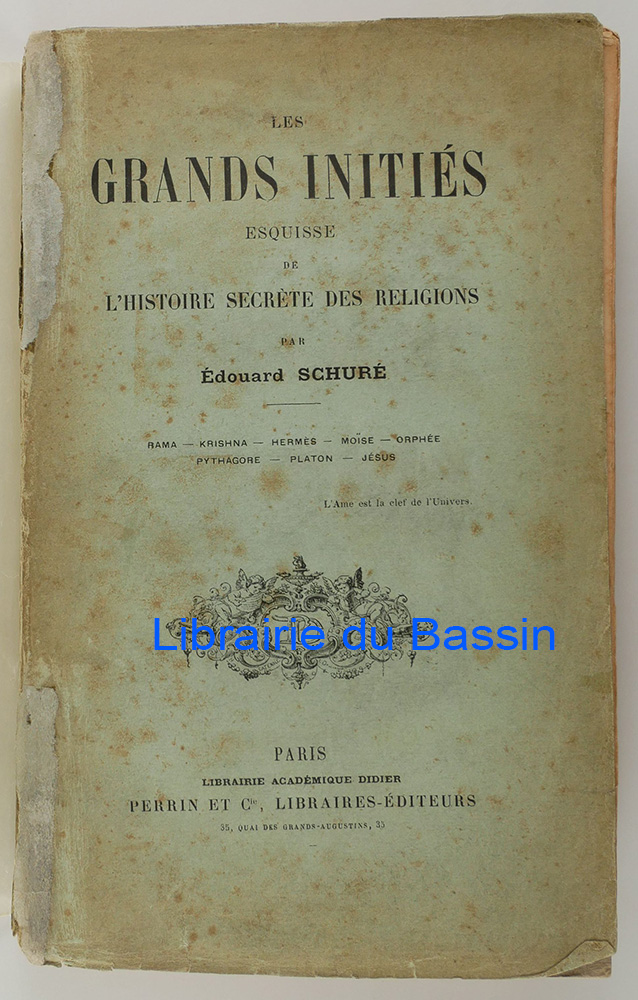 LES
GRANDS INITIÉS
ESQUISSE
DE
L'HISTOIRE SECRÈTE DES RELIGIONS
PAR
Édouard SCHURÉ
RAMA — KRISHNA — HERMÈS — MOÏSE — ORPHÉE
PYTHAGORE — PLATON — JÉSUS
L'Ame est la clef de l'Univers.
Librairie du Bassin
PARIS
LIBRAIRIE ACADÉMIQUE DIDIER
PERRIN ET Cie, LIBRAIRES-ÉDITEURS
35, QUAI DES GRANDS-AUGUSTINS, 35